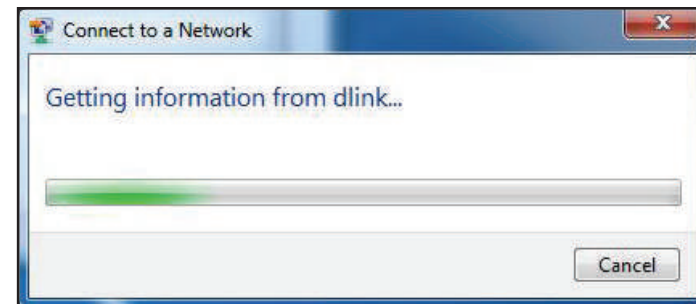 Connect to a Network
Getting information from dlink...
Cancel